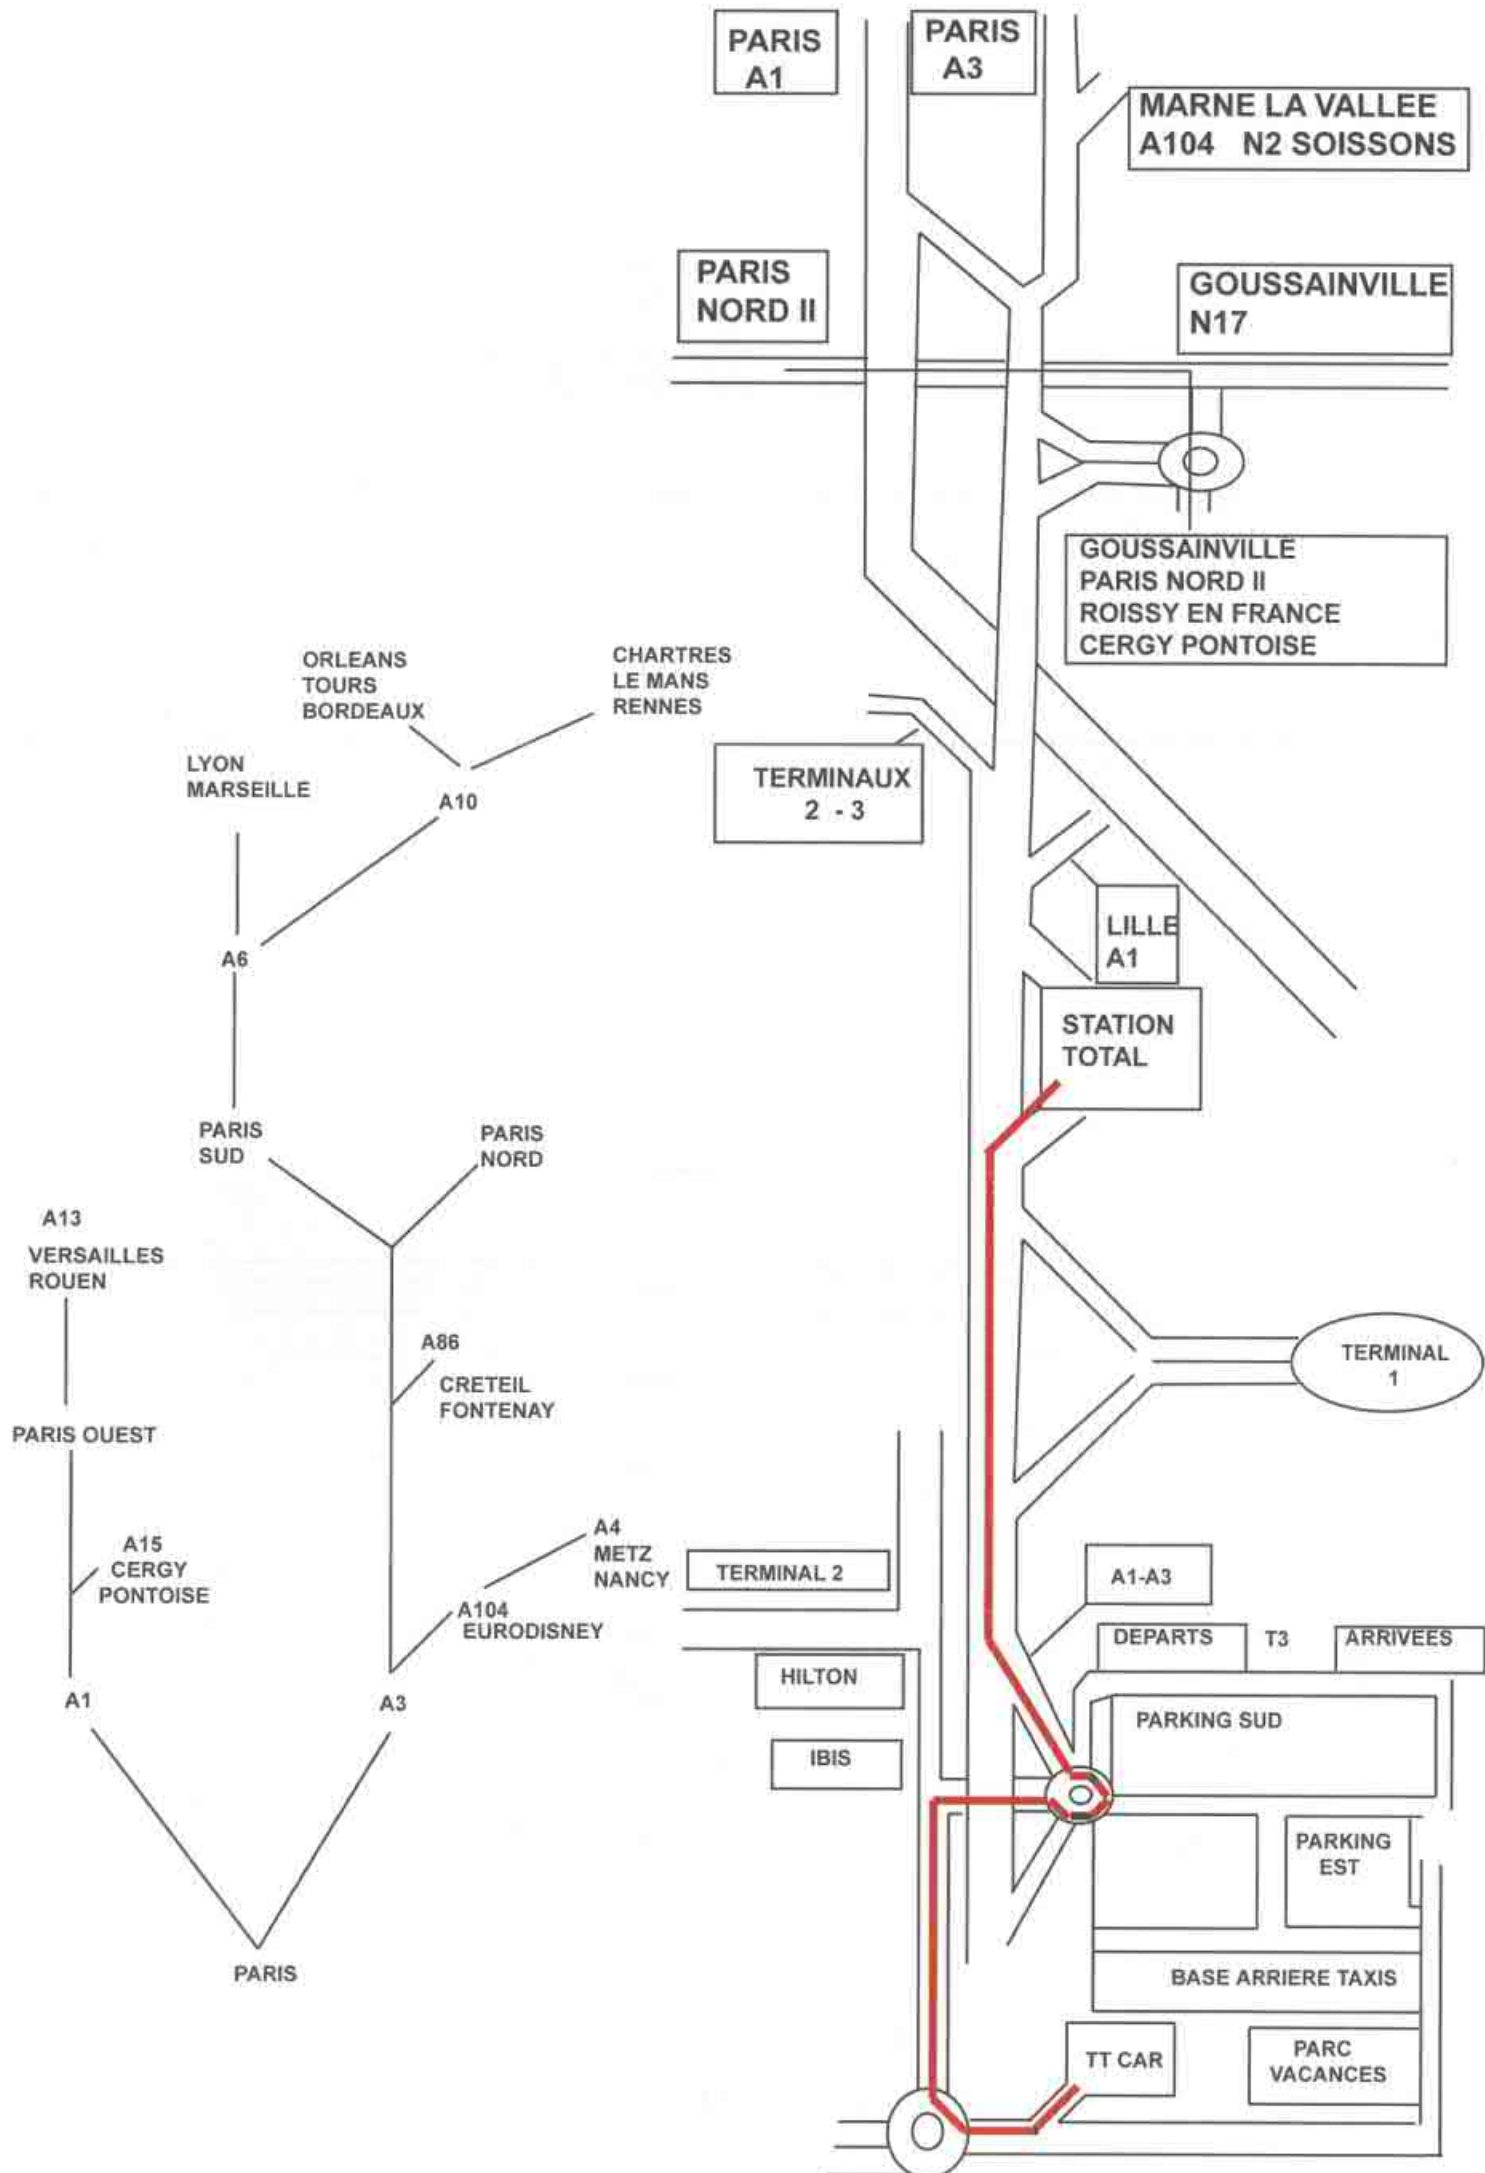 PARIS
A1
PARIS
A3
MARNE LA VALLEE
A104 N2 SOISSONS
PARIS
NORD II
GOUSSAINVILLE
N17
GOUSSAINVILLE
PARIS NORD II
ROISSY EN FRANCE
CERGY PONTOISE
ORLEANS
TOURS
BORDEAUX
CHARTRES
LE MANS
RENNES
LYON
MARSEILLE
A10
TERMINAUX
2 - 3
A6
LILLE
A1
STATION
TOTAL
PARIS
SUD
PARIS
NORD
A13
VERSAILLES
ROUEN
A86
CRETEIL
FONTENAY
TERMINAL
1
PARIS OUEST
A15
CERGY
PONTOISE
A4
METZ
NANCY
A104
EURODISNEY
TERMINAL 2
A1-A3
DEPARTS
T3
ARRIVEES
HILTON
A1
A3
PARKING SUD
IBIS
PARKING
EST
PARIS
BASE ARRIERE TAXIS
TT CAR
PARC
VACANCES